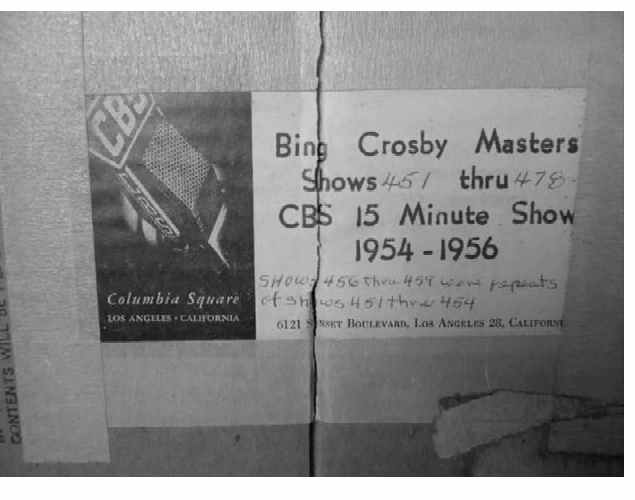 CBS
CBS
Columbia Square
LOS ANGELES • CALIFORNIA
Bing Crosby Masters
Shows 451 thru 478
CBS 15 Minute Show
1954 - 1956
SHOWs 456 thru 459 were repeats
of shows 451 thru 454
6121 SUNSET BOULEVARD, LOS ANGELES 28, CALIFORNI
CONTENTS WILL BE